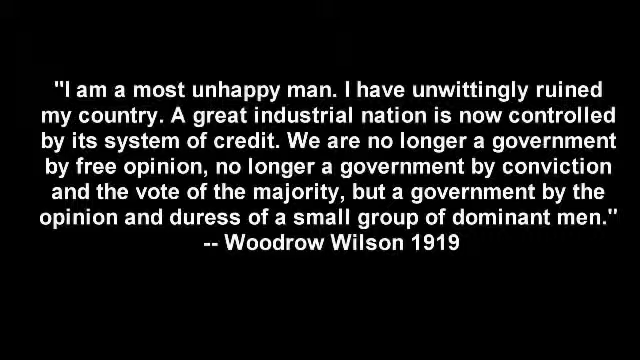 "I am a most unhappy man. I have unwittingly ruined
my country. A great industrial nation is now controlled
by its system of credit. We are no longer a government
by free opinion, no longer a government by conviction
and the vote of the majority, but a government by the
opinion and duress of a small group of dominant men."
-- Woodrow Wilson 1919